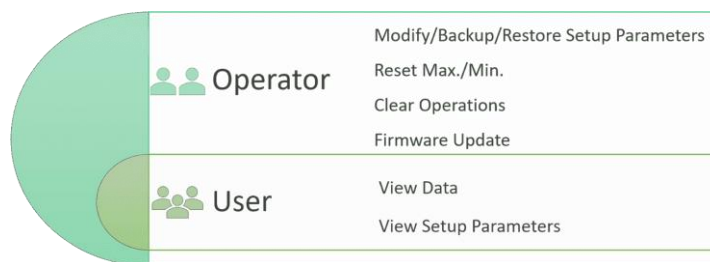 Operator
Modify/Backup/Restore Setup Parameters
Reset Max./Min.
Clear Operations
Firmware Update
User
View Data
View Setup Parameters